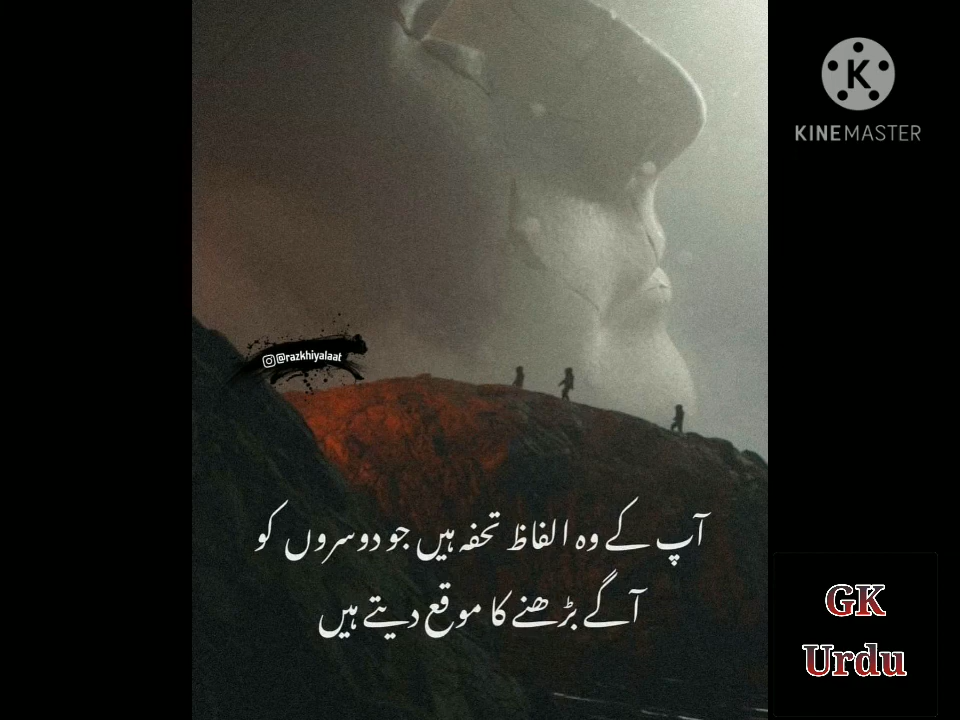 KINEMASTER
@razkhiyalaat
آپ کے وہ الفاظ تحفہ ہیں جو دوسروں کو
آگے بڑھنے کا موقع دیتے ہیں
GK
Urdu